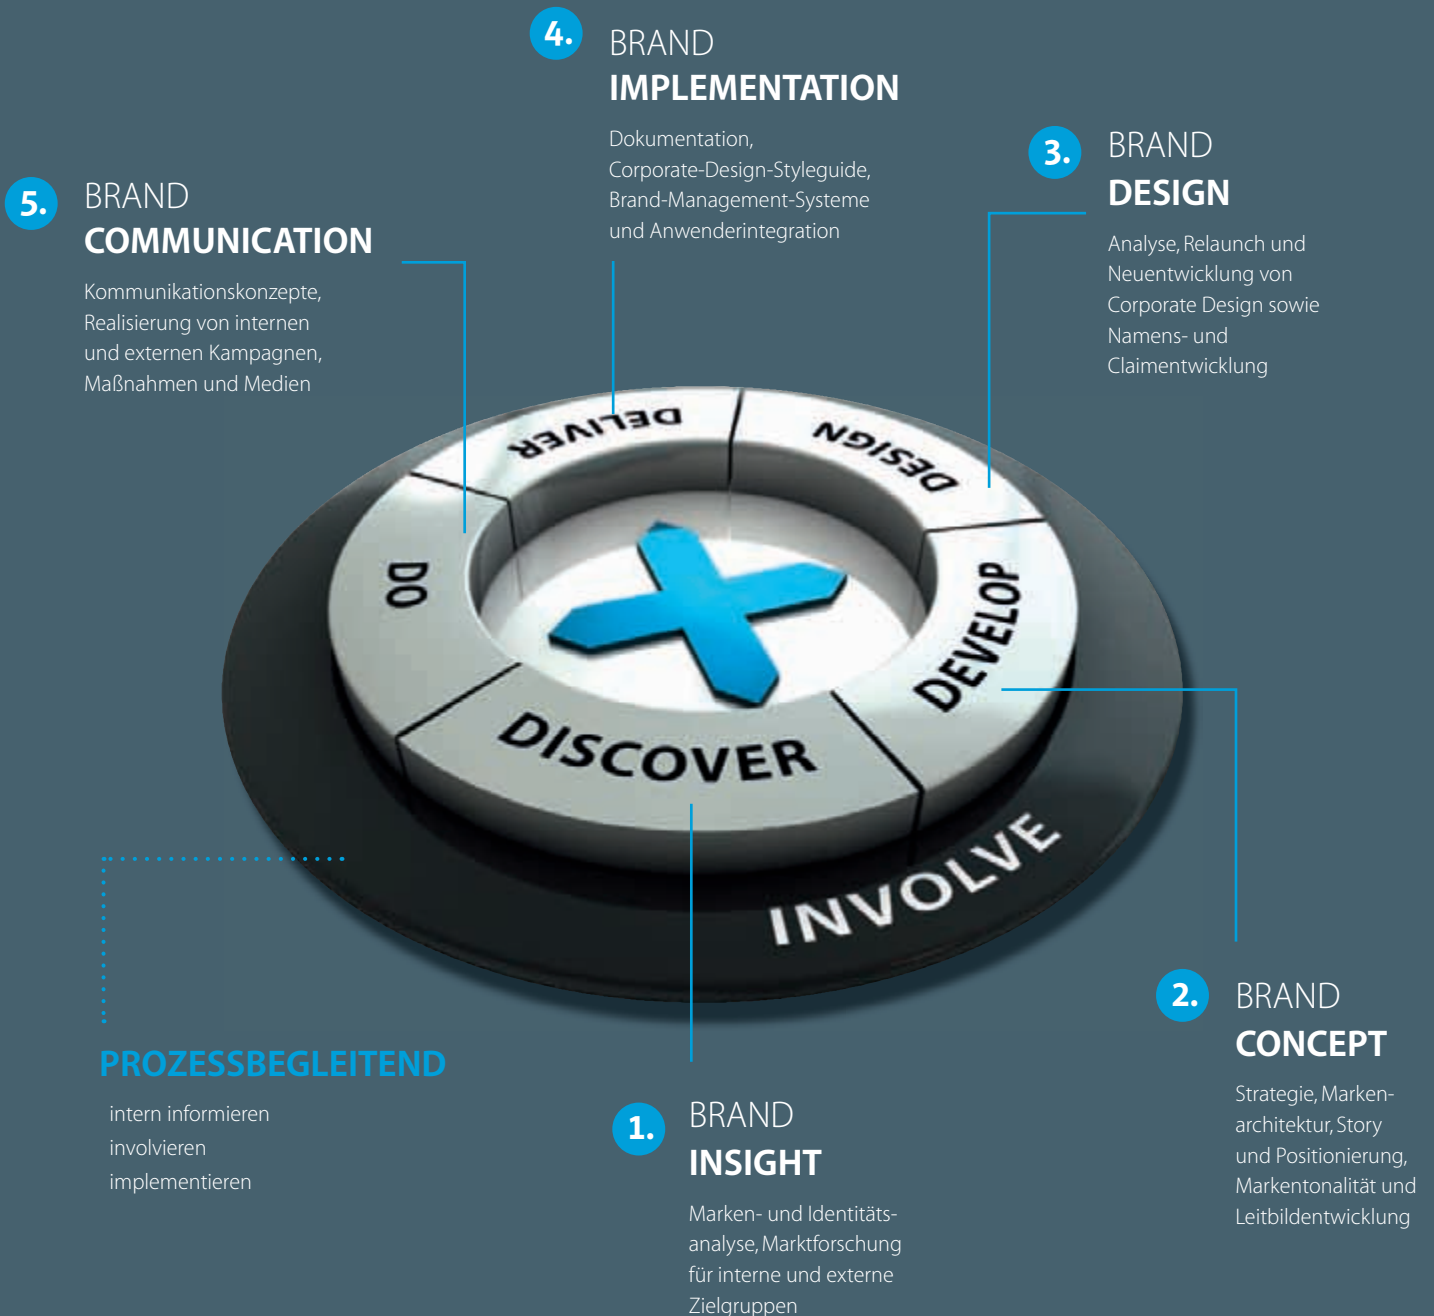 4.
BRAND
IMPLEMENTATION
Dokumentation,
Corporate-Design-Styleguide,
Brand-Management-Systeme
und Anwenderintegration
3.
BRAND
DESIGN
Analyse, Relaunch und
Neuentwicklung von
Corporate Design sowie
Namens- und
Claimentwicklung
5.
BRAND
COMMUNICATION
Kommunikationskonzepte,
Realisierung von internen
und externen Kampagnen,
Maßnahmen und Medien
DELIVER
DESIGN
DO
DEVELOP
DISCOVER
INVOLVE
PROZESSBEGLEITEND
intern informieren
involvieren
implementieren
1.
BRAND
INSIGHT
Marken- und Identitäts-
analyse, Marktforschung
für interne und externe
Zielgruppen
2.
BRAND
CONCEPT
Strategie, Marken-
architektur, Story
und Positionierung,
Markentonalität und
Leitbildentwicklung